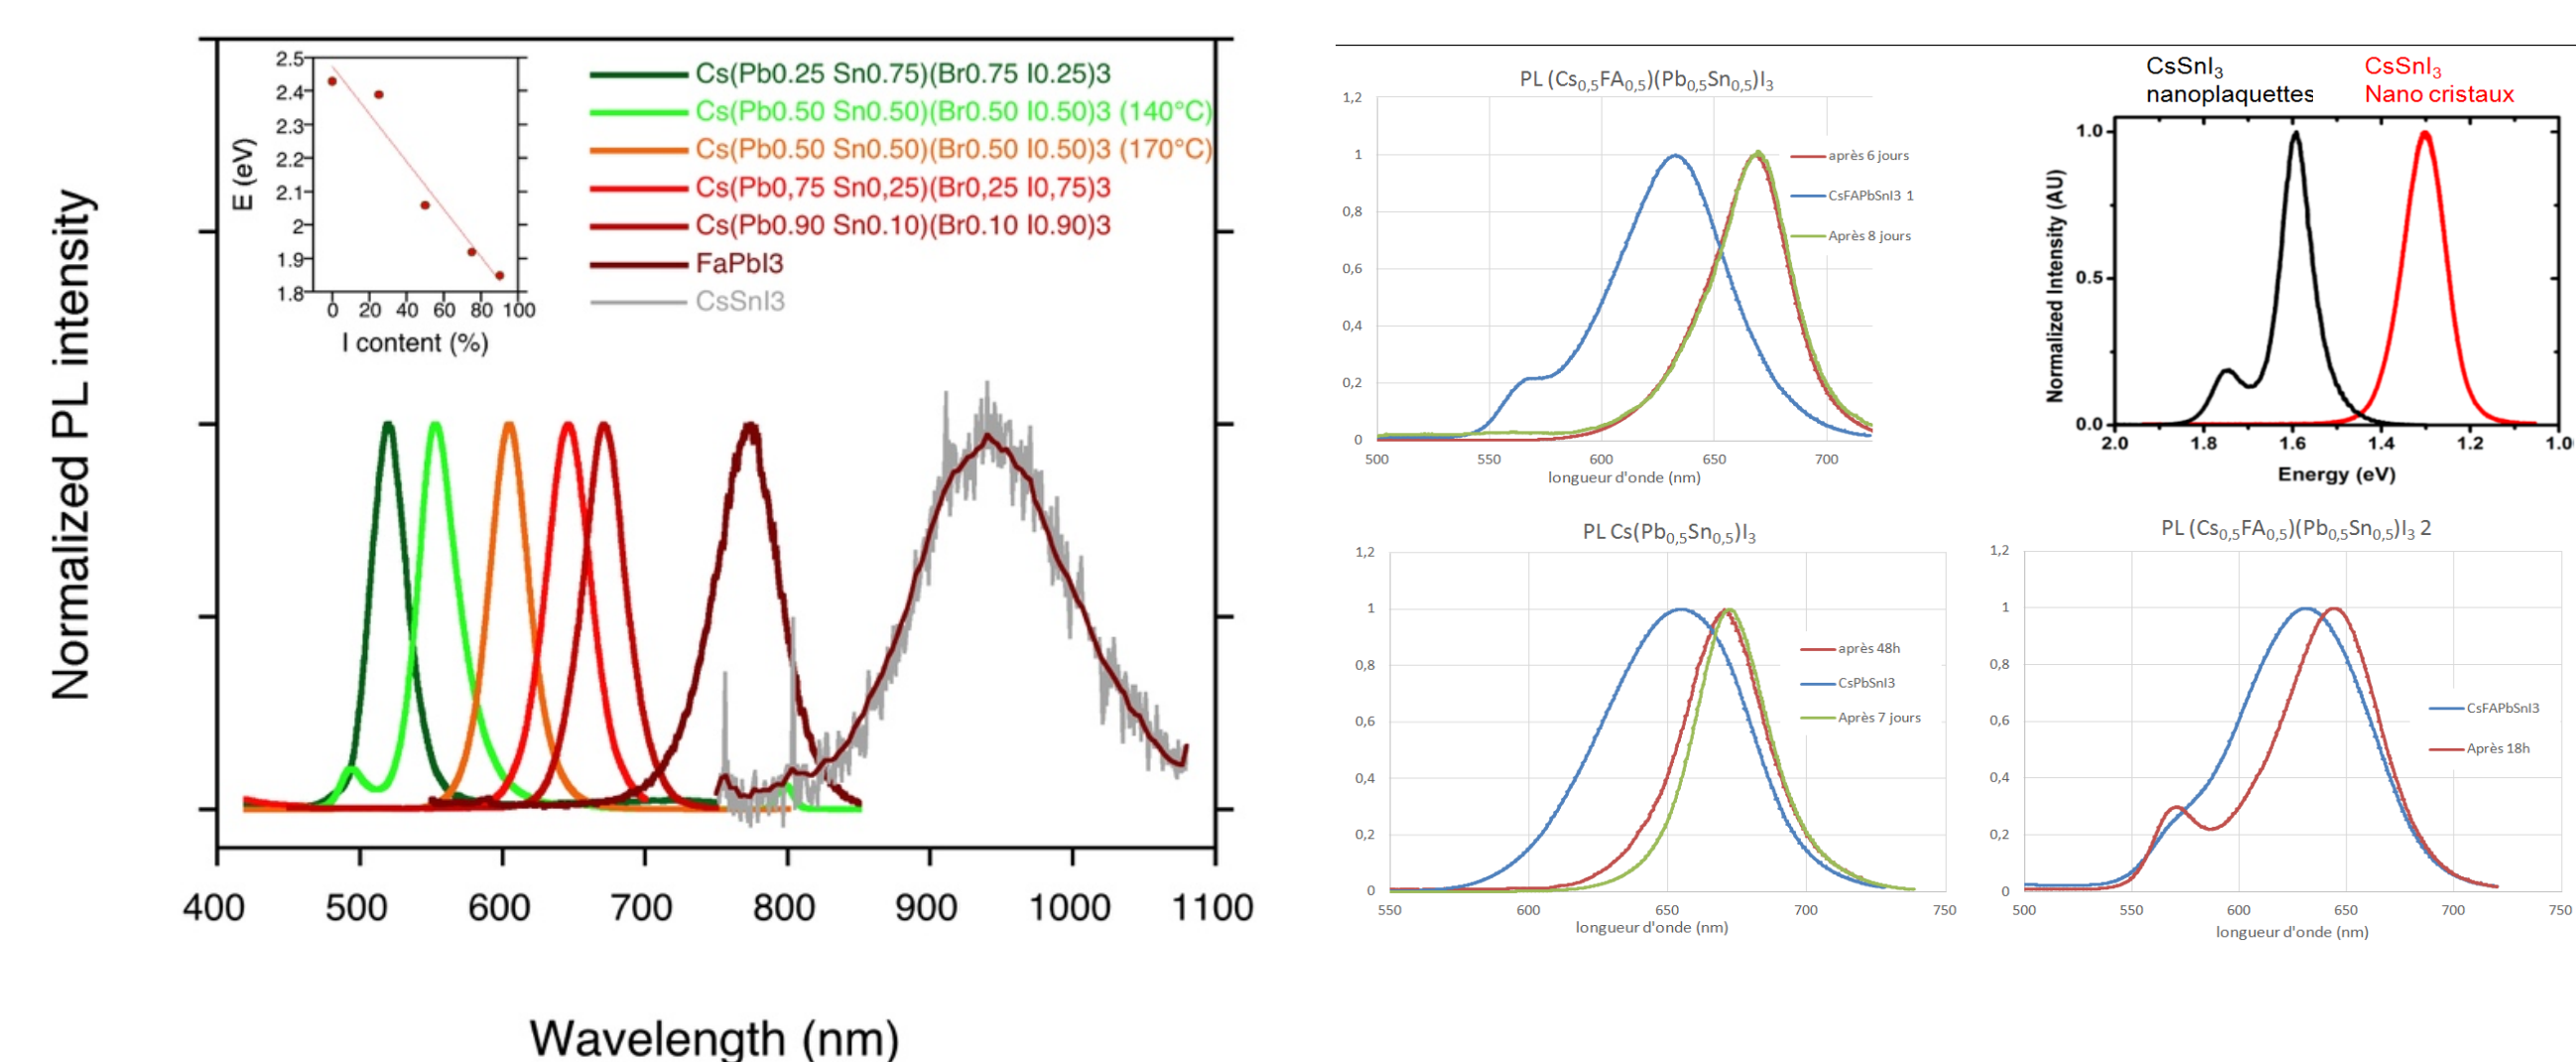 Normalized PL intensity
2.5
2.4
2.3
2.2
2.1
2
1.9
1.8
E (eV)
0 20 40 60 80 100
I content (%)
Cs(Pb0.25 Sn0.75)(Br0.75 I0.25)3
Cs(Pb0.50 Sn0.50)(Br0.50 I0.50)3 (140°C)
Cs(Pb0.50 Sn0.50)(Br0.50 I0.50)3 (170°C)
Cs(Pb0,75 Sn0,25)(Br0,25 I0,75)3
Cs(Pb0.90 Sn0.10)(Br0.10 I0.90)3
FaPbI3
CsSnI3
400 500 600 700 800 900 1000 1100
Wavelength (nm)
PL (Cs0,5FA0,5)(Pb0,5Sn0,5)I3
1,2
1
0,8
0,6
0,4
0,2
0
500 550 600 650 700
longueur d'onde (nm)
après 6 jours
CsFAPbSnI3 1
Après 8 jours
CsSnI3
nanoplaquettes
CsSnI3
Nano cristaux
Normalized Intensity (AU)
1.0
0.5
0.0
2.0 1.8 1.6 1.4 1.2 1.0
Energy (eV)
PL Cs(Pb0,5Sn0,5)I3
1,2
1
0,8
0,6
0,4
0,2
0
550 600 650 700 750
longueur d'onde (nm)
après 48h
CsPbSnI3
Après 7 jours
PL (Cs0,5FA0,5)(Pb0,5Sn0,5)I3 2
1,2
1
0,8
0,6
0,4
0,2
0
500 550 600 650 700 750
longueur d'onde (nm)
CsFAPbSnI3
Après 18h